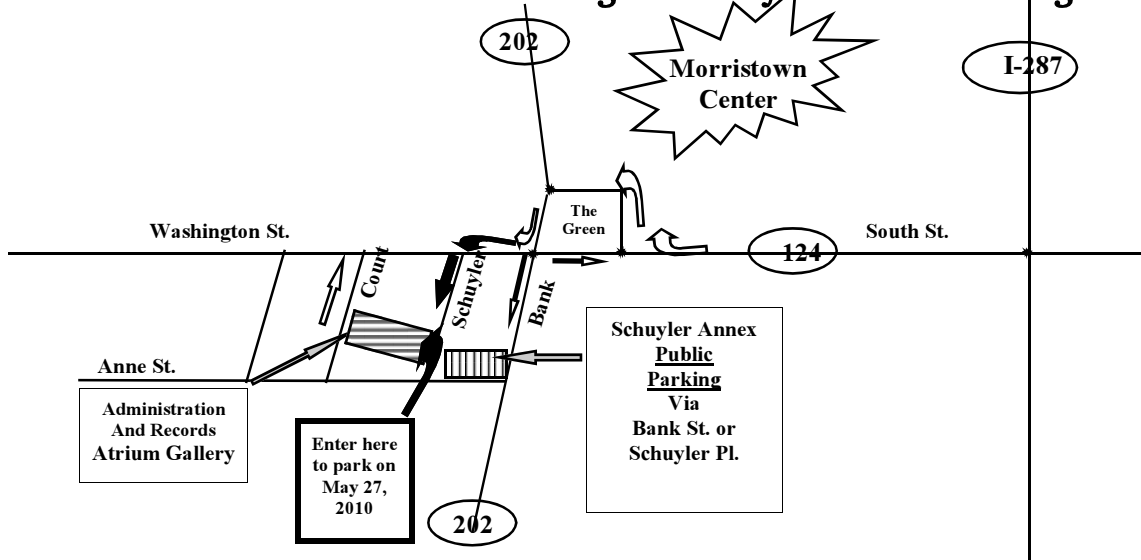 202
Morristown
Center
I-287
The
Green
Washington St.
124
South St.
Court
Schuyler
Bank
Anne St.
Schuyler Annex
Public
Parking
Via
Bank St. or
Schuyler Pl.
Administration
And Records
Atrium Gallery
Enter here
to park on
May 27,
2010
202